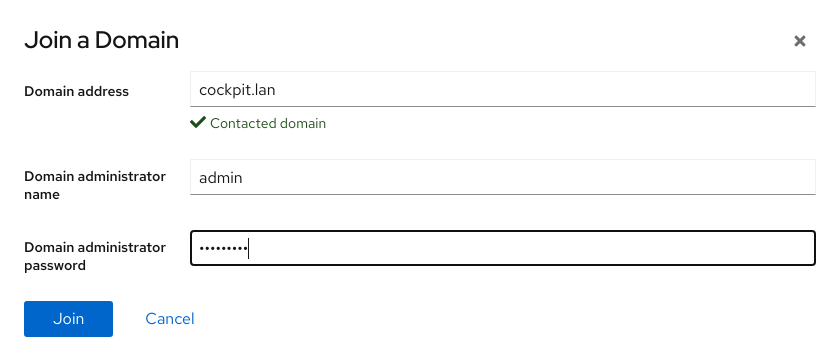 Join a Domain
Domain address
cockpit.lan
Contacted domain
Domain administrator
name
admin
Domain administrator
password
•••••••••
Join Cancel